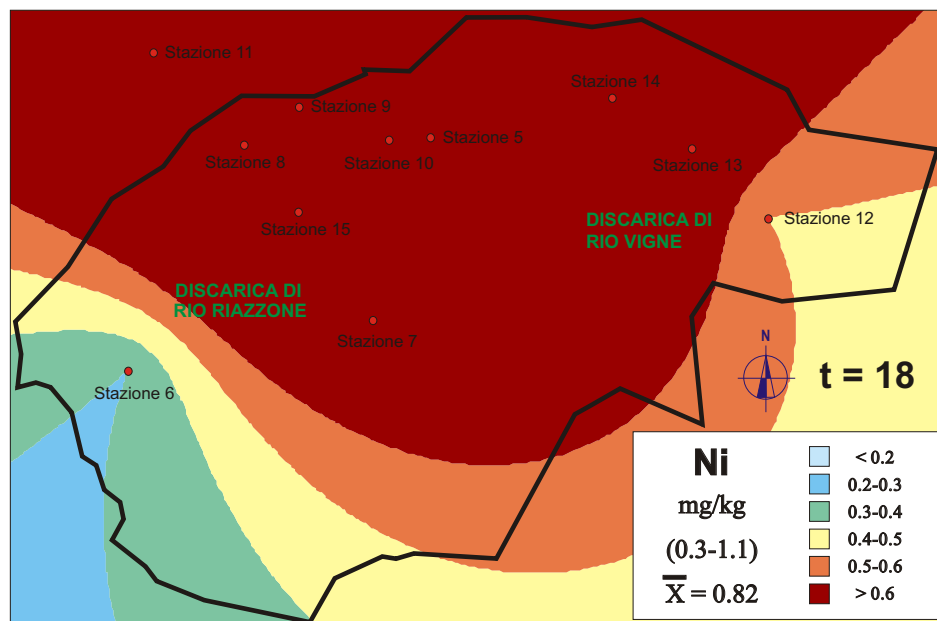 Stazione 11
Stazione 14
Stazione 9
Stazione 5
Stazione 8
Stazione 10
Stazione 13
Stazione 15
DISCARICA DI
RIO VIGNE
Stazione 12
DISCARICA DI
RIO RIAZZONE
Stazione 7
N
Stazione 6
t = 18
Ni
mg/kg
(0.3-1.1)
X̅ = 0.82
< 0.2
0.2-0.3
0.3-0.4
0.4-0.5
0.5-0.6
> 0.6